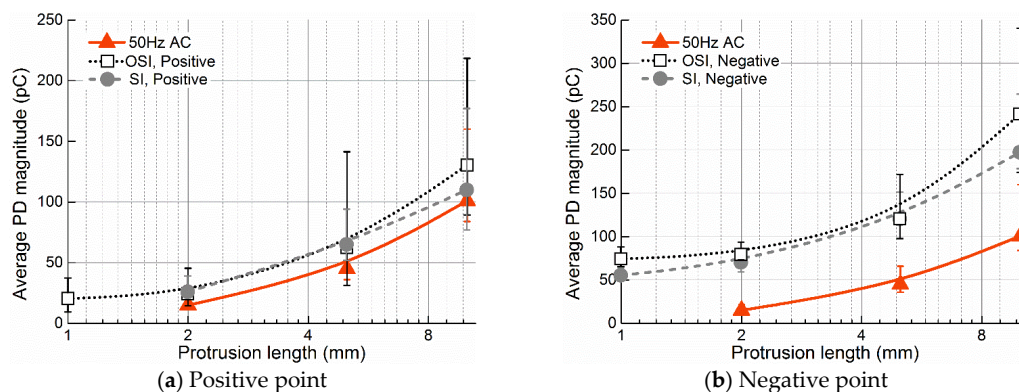 250
200
150
100
50
0
Average PD magnitude (pC)
50Hz AC
OSI, Positive
SI, Positive
1
2
4
8
Protrusion length (mm)
(a) Positive point
350
300
250
200
150
100
50
0
Average PD magnitude (pC)
50Hz AC
OSI, Negative
SI, Negative
1
2
4
8
Protrusion length (mm)
(b) Negative point